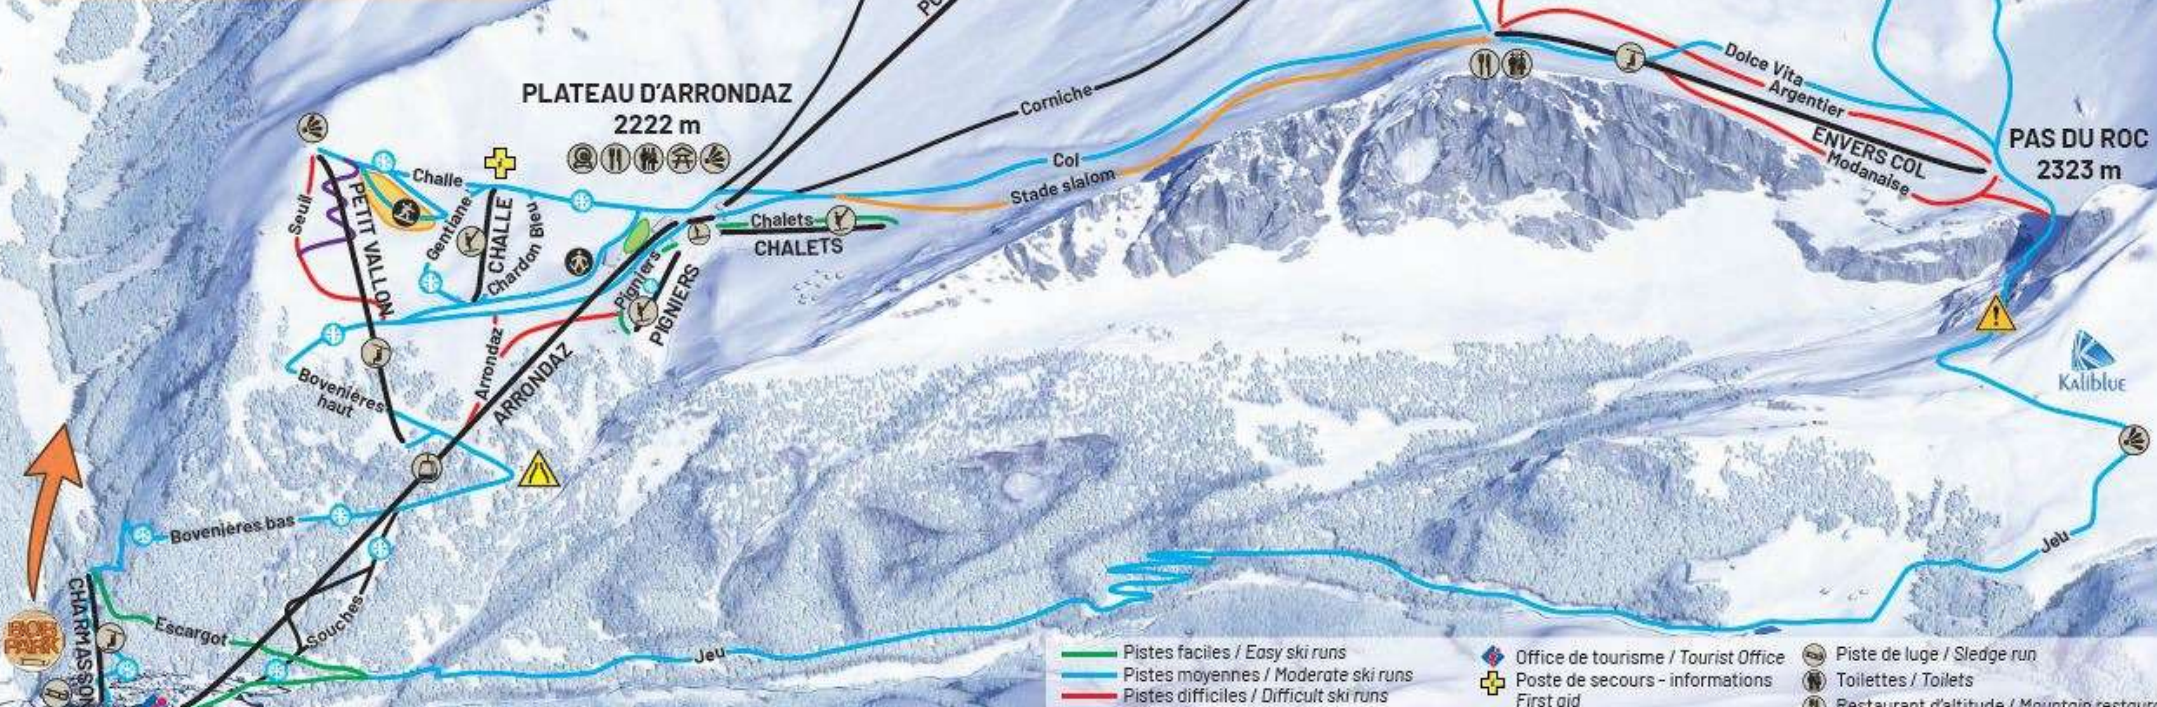 PLATEAU D'ARRONDAZ
2222 m
Corniche
Col
Stade slalom
Dolce Vita
Argentier
ENVERS COL
Modanaise
PAS DU ROC
2323 m
Challe
Seuil
PETIT VALLON
Gentiane
CHALLE
Chardon Bleu
Chalets
CHALETS
Pigniers
PIGNIERS
Arrondaz
ARRONDAZ
Bovenières
haut
KALIBLUE
Bovenières bas
Jeu
CHARMASSON
Escargot
Souches
BOB
PARK
Jeu
Pistes faciles / Easy ski runs
Pistes moyennes / Moderate ski runs
Pistes difficiles / Difficult ski runs
Office de tourisme / Tourist Office
Poste de secours - informations
First aid
Piste de luge / Sledge run
Toilettes / Toilets
Restaurant d'altitude / Mountain